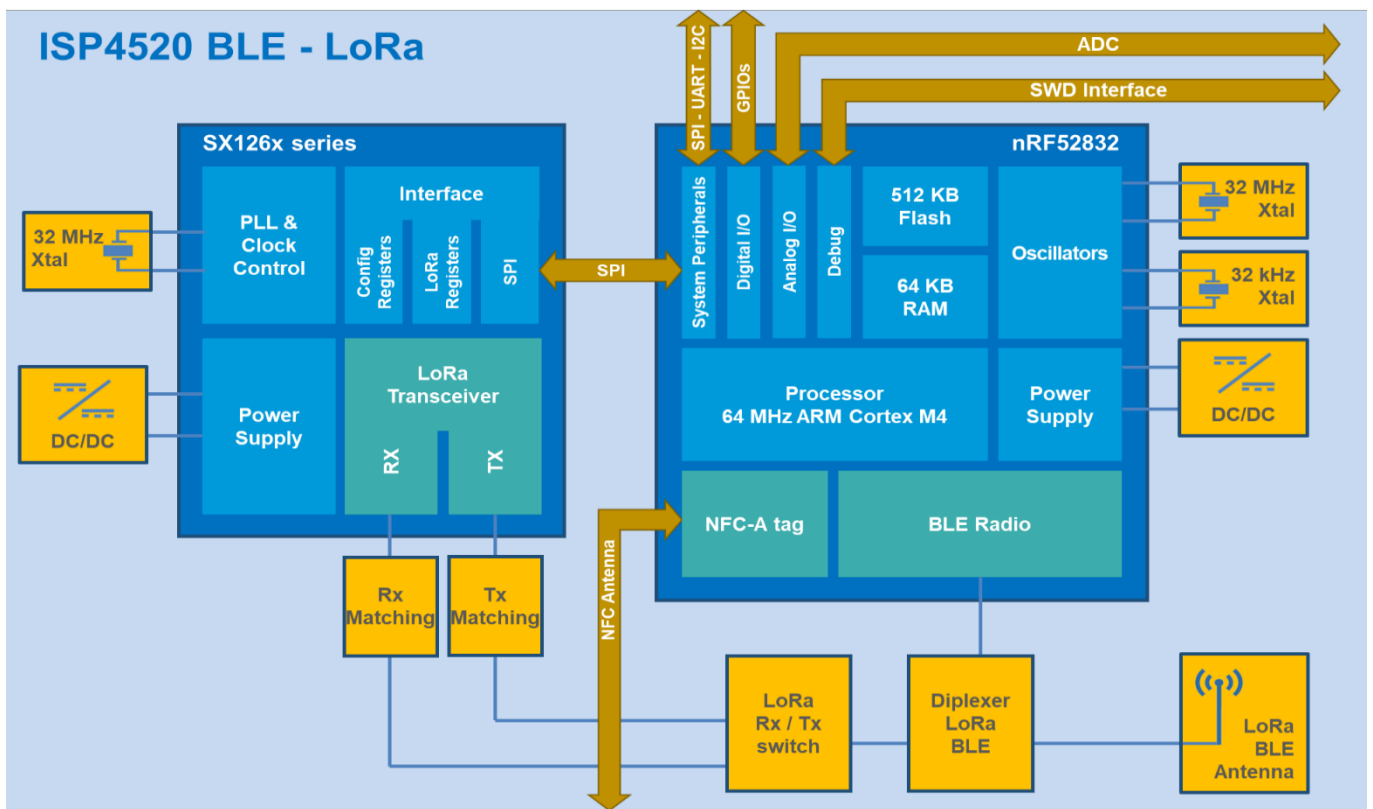 ISP4520 BLE - LoRa
SPI - UART - I2C
GPIOs
ADC
SWD Interface
SX126x series
nRF52832
PLL &
Clock
Control
Interface
Config
Registers
LoRa
Registers
SPI
32 MHz
Xtal
SPI
System Peripherals
Digital I/O
Analog I/O
Debug
512 KB
Flash
64 KB
RAM
Oscillators
32 MHz
Xtal
32 kHz
Xtal
DC/DC
Power
Supply
LoRa
Transceiver
RX
TX
Processor
64 MHz ARM Cortex M4
Power
Supply
DC/DC
NFC-A tag
BLE Radio
NFC Antenna
Rx
Matching
Tx
Matching
LoRa
Rx / Tx
switch
Diplexer
LoRa
BLE
LoRa
BLE
Antenna